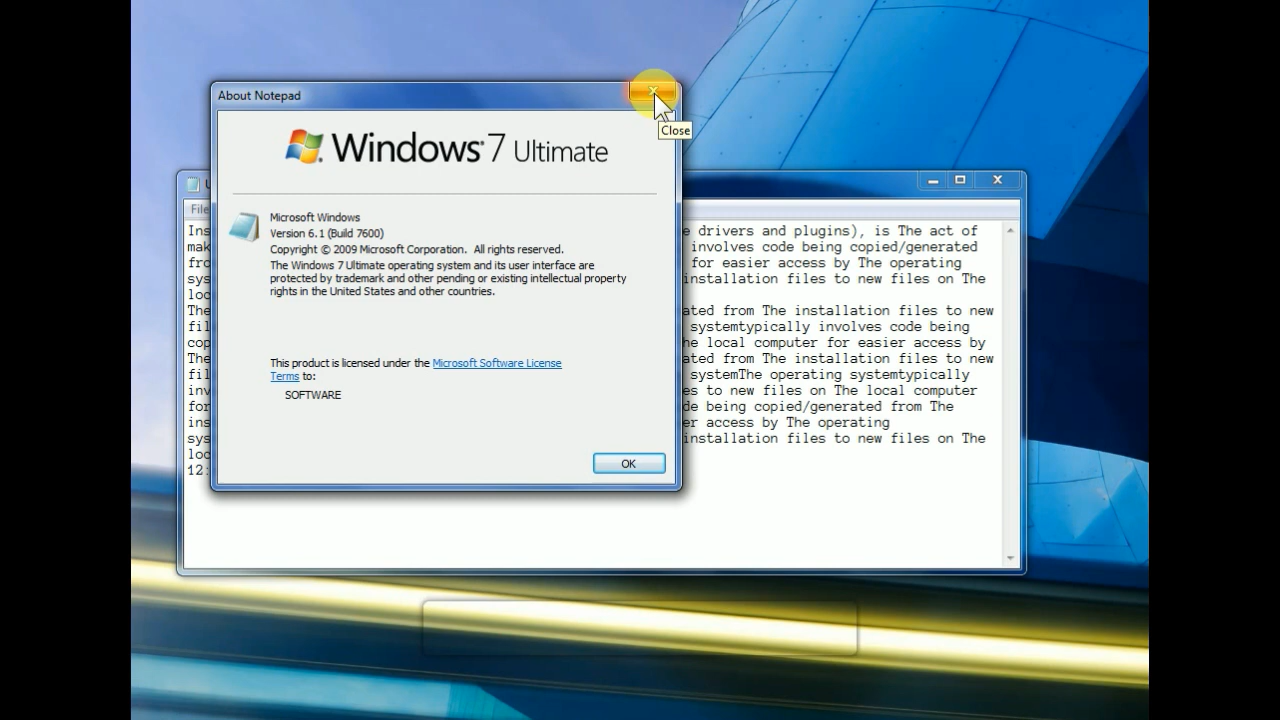 About Notepad
Close
Windows 7 Ultimate
File
Microsoft Windows
Version 6.1 (Build 7600)
Copyright © 2009 Microsoft Corporation. All rights reserved.
The Windows 7 Ultimate operating system and its user interface are
protected by trademark and other pending or existing intellectual property
rights in the United States and other countries.
This product is licensed under the Microsoft Software License
Terms to:
SOFTWARE
OK
drivers and plugins), is The act of
involves code being copied/generated
for easier access by The operating
installation files to new files on The
from The installation files to new
systemtypically involves code being
local computer for easier access by
from The installation files to new
systemThe operating systemtypically
to new files on The local computer
being copied/generated from The
access by The operating
installation files to new files on The
12: